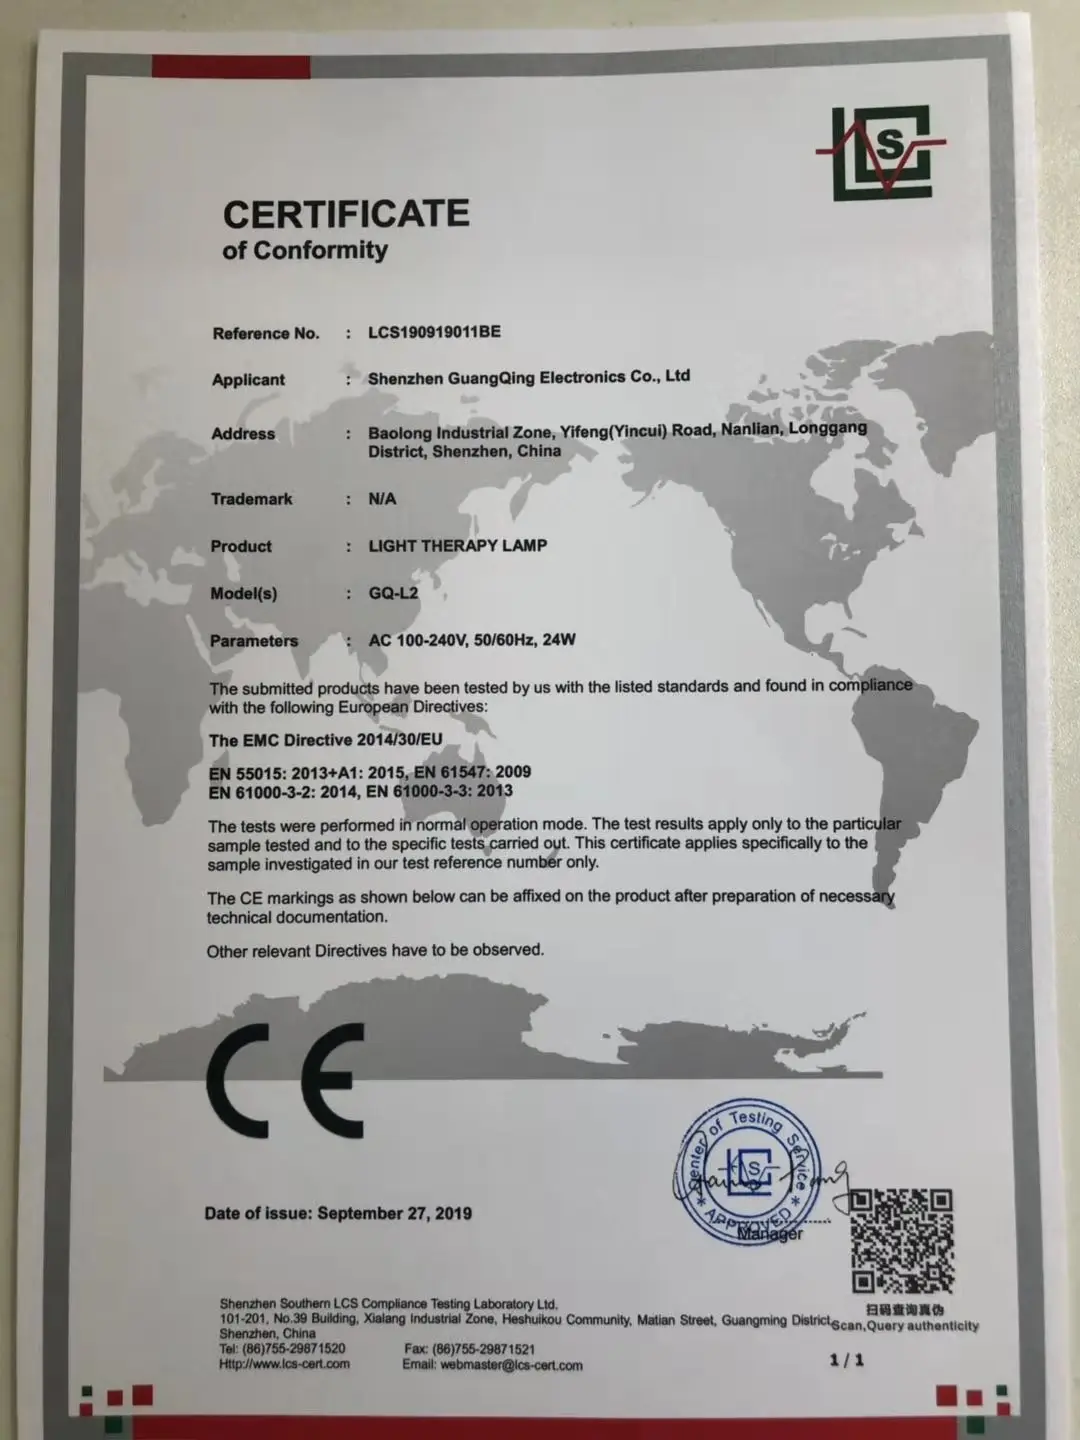 LCS
CERTIFICATE
of Conformity
Reference No. : LCS190919011BE
Applicant : Shenzhen GuangQing Electronics Co., Ltd
Address : Baolong Industrial Zone, Yifeng(Yincui) Road, Nanlian, Longgang
District, Shenzhen, China
Trademark : N/A
Product : LIGHT THERAPY LAMP
Model(s) : GQ-L2
Parameters : AC 100-240V, 50/60Hz, 24W
The submitted products have been tested by us with the listed standards and found in compliance
with the following European Directives:
The EMC Directive 2014/30/EU
EN 55015: 2013+A1: 2015, EN 61547: 2009
EN 61000-3-2: 2014, EN 61000-3-3: 2013
The tests were performed in normal operation mode. The test results apply only to the particular
sample tested and to the specific tests carried out. This certificate applies specifically to the
sample investigated in our test reference number only.
The CE markings as shown below can be affixed on the product after preparation of necessary
technical documentation.
Other relevant Directives have to be observed.
CE
Center of Testing Service
LCS
* APPROVED *
Manager
Date of issue: September 27, 2019
扫码查询真伪
Scan,Query authenticity
Shenzhen Southern LCS Compliance Testing Laboratory Ltd.
101-201, No.39 Building, Xialang Industrial Zone, Heshuikou Community, Matian Street, Guangming District,
Shenzhen, China
Tel: (86)755-29871520 Fax: (86)755-29871521
Http://www.lcs-cert.com Email: webmaster@lcs-cert.com
1 / 1